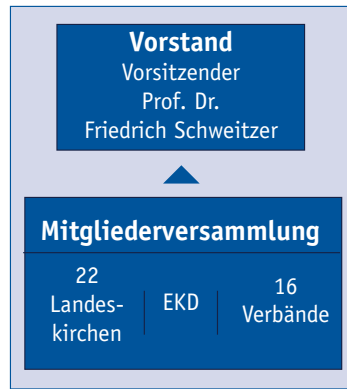 Vorstand
Vorsitzender
Prof. Dr.
Friedrich Schweitzer
Mitgliederversammlung
22
Landes-
kirchen
EKD
16
Verbände